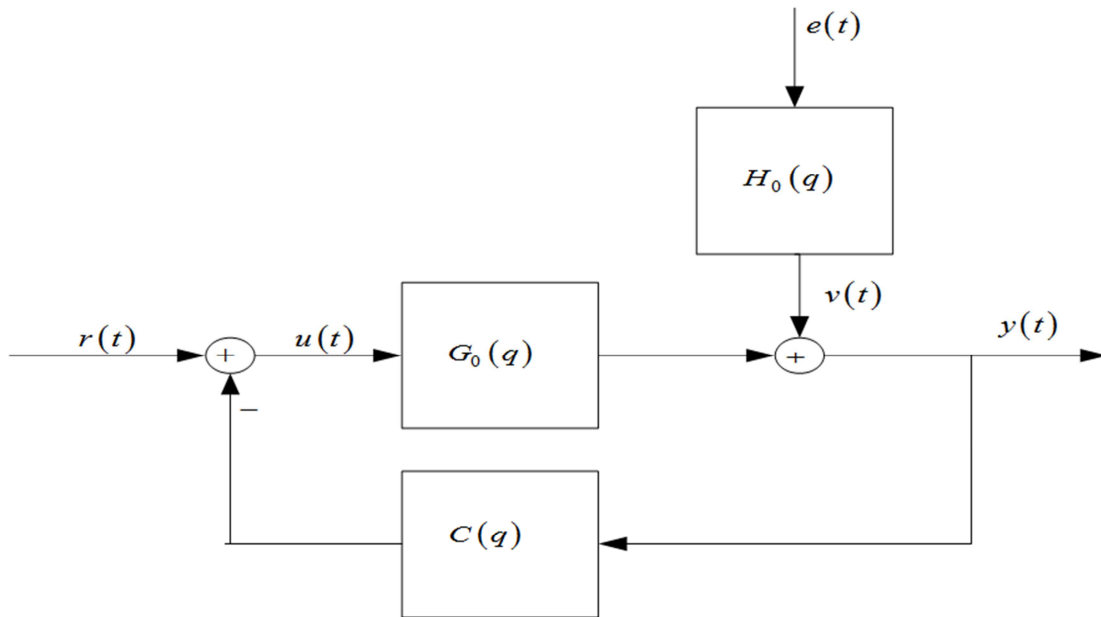 e(t)
H₀(q)
v(t)
r(t)
+
u(t)
G₀(q)
+
y(t)
−
C(q)